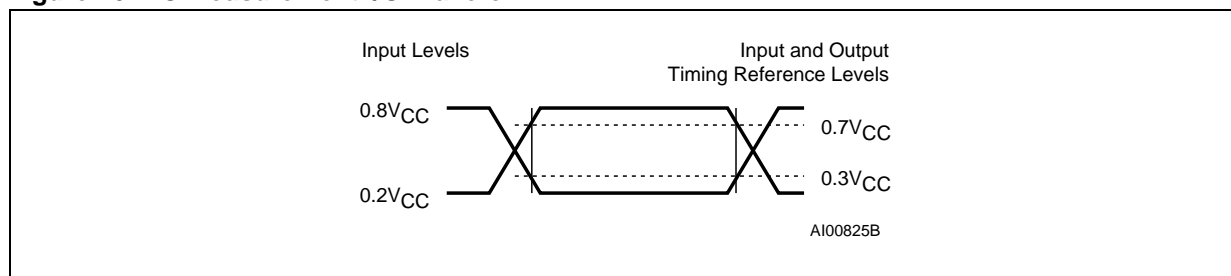 Input Levels
Input and Output
Timing Reference Levels
0.8VCC
0.7VCC
0.3VCC
0.2VCC
AI00825B